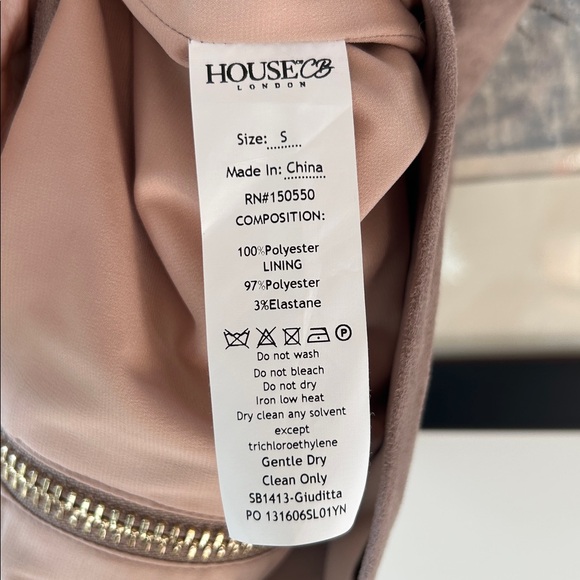 HOUSE OF CB
LONDON
Size: S
Made In: China
RN#150550
COMPOSITION:
100%Polyester
LINING
97%Polyester
3%Elastane
P
Do not wash
Do not bleach
Do not dry
Iron low heat
Dry clean any solvent
except
trichloroethylene
Gentle Dry
Clean Only
SB1413-Giuditta
PO 131606SL01YN